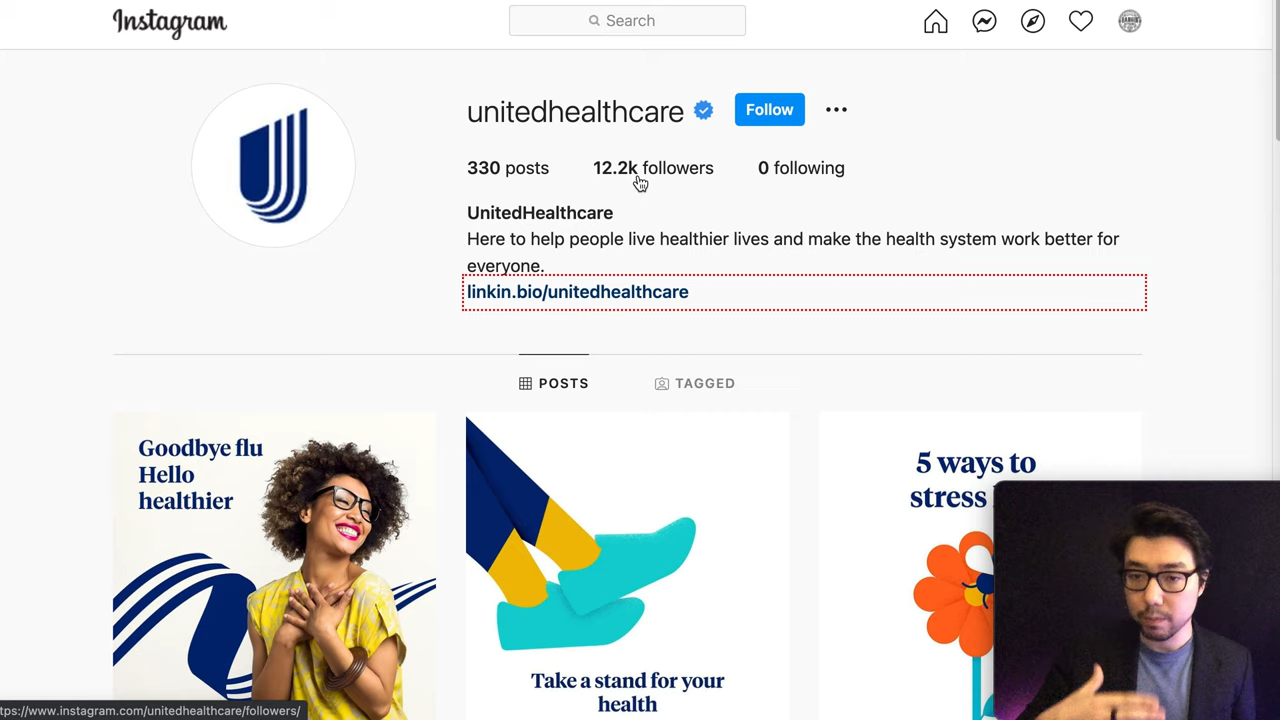 Instagram
Search
unitedhealthcare
Follow
330 posts 12.2k followers 0 following
UnitedHealthcare
Here to help people live healthier lives and make the health system work better for
everyone.
linkin.bio/unitedhealthcare
POSTS TAGGED
Goodbye flu
Hello
healthier
Take a stand for your
health
5 ways to
stress
tps://www.instagram.com/unitedhealthcare/followers/